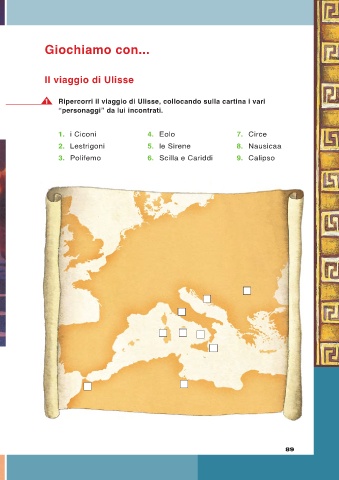 Giochiamo con...
Il viaggio di Ulisse
1 Ripercorri il viaggio di Ulisse, collocando sulla cartina i vari
“personaggi” da lui incontrati.
1. i Ciconi
2. Lestrigoni
3. Polifemo
4. Eolo
5. le Sirene
6. Scilla e Cariddi
7. Circe
8. Nausicaa
9. Calipso
89